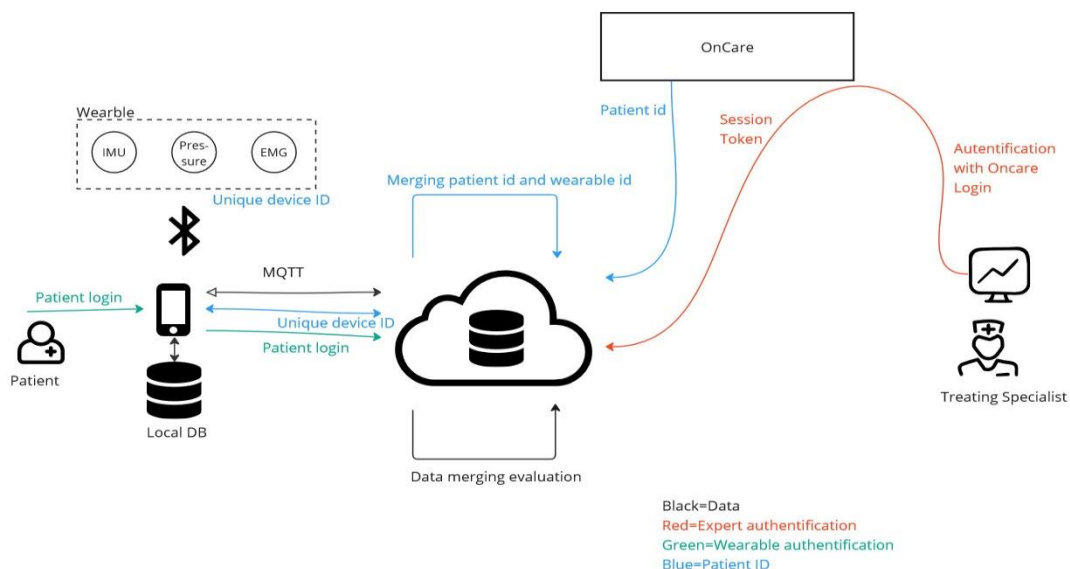 OnCare
Wearble
IMU
Pres-
sure
EMG
Unique device ID
Patient id
Session
Token
Autentification
with Oncare
Login
Merging patient id and wearable id
MQTT
Patient login
Unique device ID
Patient login
Patient
Local DB
Treating Specialist
Data merging evaluation
Black=Data
Red=Expert authentification
Green=Wearable authentification
Blue=Patient ID